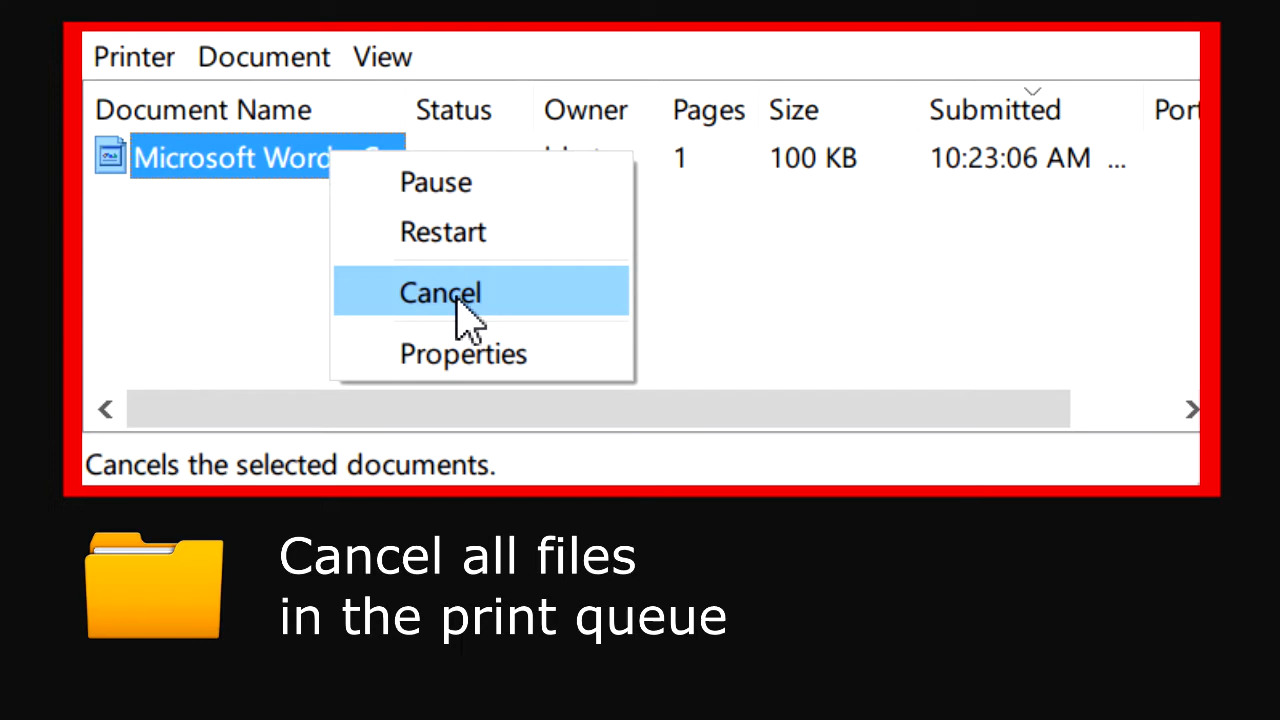 Printer Document View
Document Name Status Owner Pages Size Submitted Port
Microsoft Word 1 100 KB 10:23:06 AM ...
Pause
Restart
Cancel
Properties
Cancels the selected documents.
Cancel all files
in the print queue